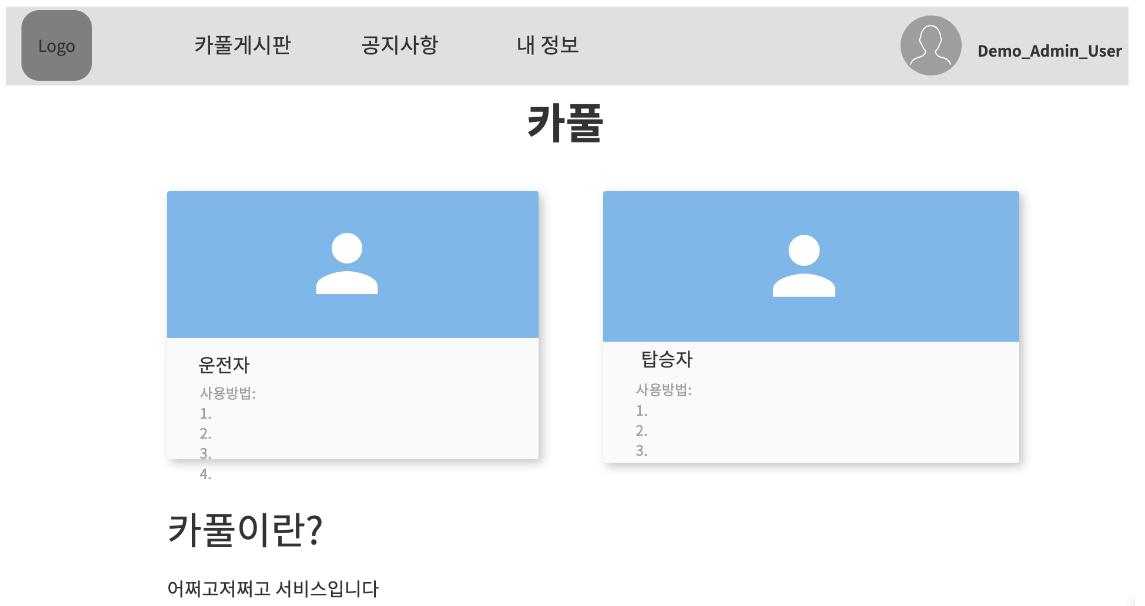 Logo
카풀게시판
공지사항
내 정보
Demo_Admin_User
카풀
운전자
사용방법:
1.
2.
3.
4.
탑승자
사용방법:
1.
2.
3.
카풀이란?
어쩌고저쩌고 서비스입니다